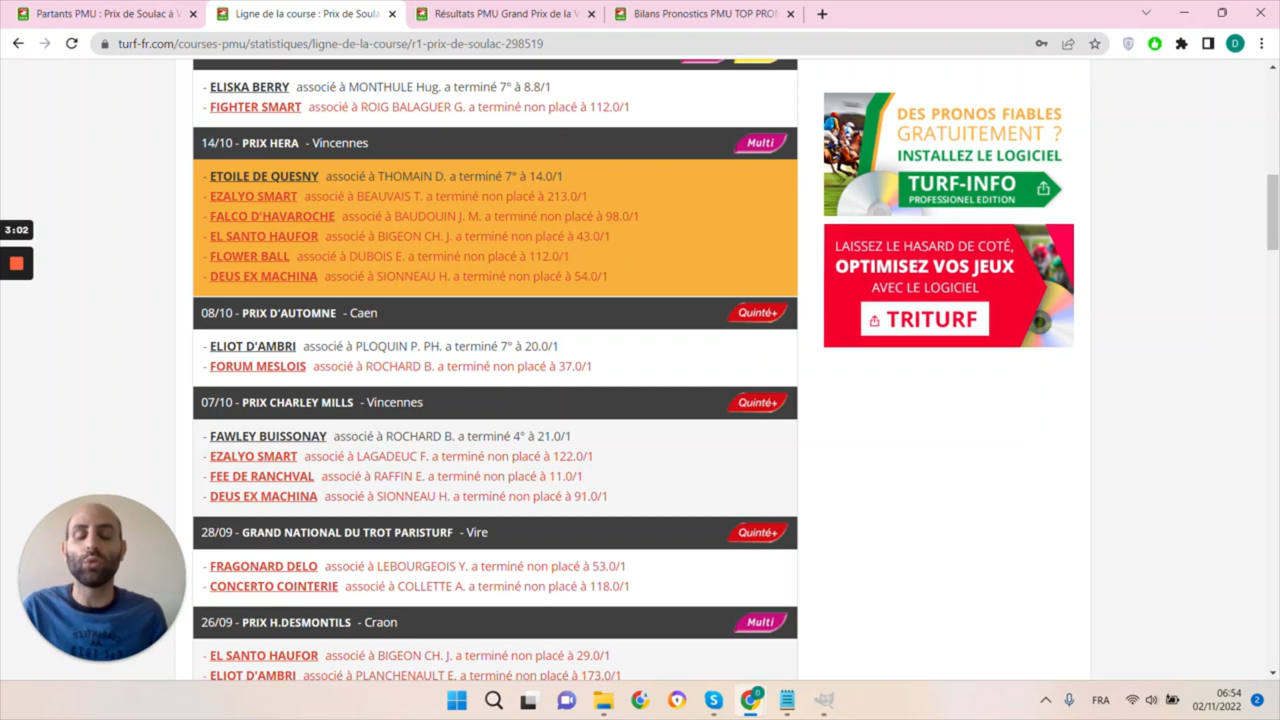 Partants PMU : Prix de Soulac à V
Ligne de la course : Prix de Soula
Résultats PMU Grand Prix de la V
Bilans Pronostics PMU TOP PRON
turf-fr.com/courses-pmu/statistiques/ligne-de-la-course/r1-prix-de-soulac-298519
D
- ELISKA BERRY associé à MONTHULE Hug. a terminé 7° à 8.8/1
- FIGHTER SMART associé à ROIG BALAGUER G. a terminé non placé à 112.0/1
14/10 - PRIX HERA - Vincennes Multi
- ETOILE DE QUESNY associé à THOMAIN D. a terminé 7° à 14.0/1
- EZALYO SMART associé à BEAUVAIS T. a terminé non placé à 213.0/1
- FALCO D'HAVAROCHE associé à BAUDOUIN J. M. a terminé non placé à 98.0/1
- EL SANTO HAUFOR associé à BIGEON CH. J. a terminé non placé à 43.0/1
- FLOWER BALL associé à DUBOIS E. a terminé non placé à 112.0/1
- DEUS EX MACHINA associé à SIONNEAU H. a terminé non placé à 54.0/1
08/10 - PRIX D'AUTOMNE - Caen Quinté+
- ELIOT D'AMBRI associé à PLOQUIN P. PH. a terminé 7° à 20.0/1
- FORUM MESLOIS associé à ROCHARD B. a terminé non placé à 37.0/1
07/10 - PRIX CHARLEY MILLS - Vincennes Quinté+
- FAWLEY BUISSONAY associé à ROCHARD B. a terminé 4° à 21.0/1
- EZALYO SMART associé à LAGADEUC F. a terminé non placé à 122.0/1
- FEE DE RANCHVAL associé à RAFFIN E. a terminé non placé à 11.0/1
- DEUS EX MACHINA associé à SIONNEAU H. a terminé non placé à 91.0/1
28/09 - GRAND NATIONAL DU TROT PARISTURF - Vire Quinté+
- FRAGONARD DELO associé à LEBOURGEOIS Y. a terminé non placé à 53.0/1
- CONCERTO COINTERIE associé à COLLETTE A. a terminé non placé à 118.0/1
26/09 - PRIX H.DESMONTILS - Craon Multi
- EL SANTO HAUFOR associé à BIGEON CH. J. a terminé non placé à 29.0/1
- ELIOT D'AMBRI associé à PLANCHENAULT E. a terminé non placé à 173.0/1
DES PRONOS FIABLES
GRATUITEMENT ?
INSTALLEZ LE LOGICIEL
TURF-INFO
PROFESIONEL EDITION
LAISSEZ LE HASARD DE COTÉ,
OPTIMISEZ VOS JEUX
AVEC LE LOGICIEL
TRITURF
3:02
D
FRA
06:54
02/11/2022
2